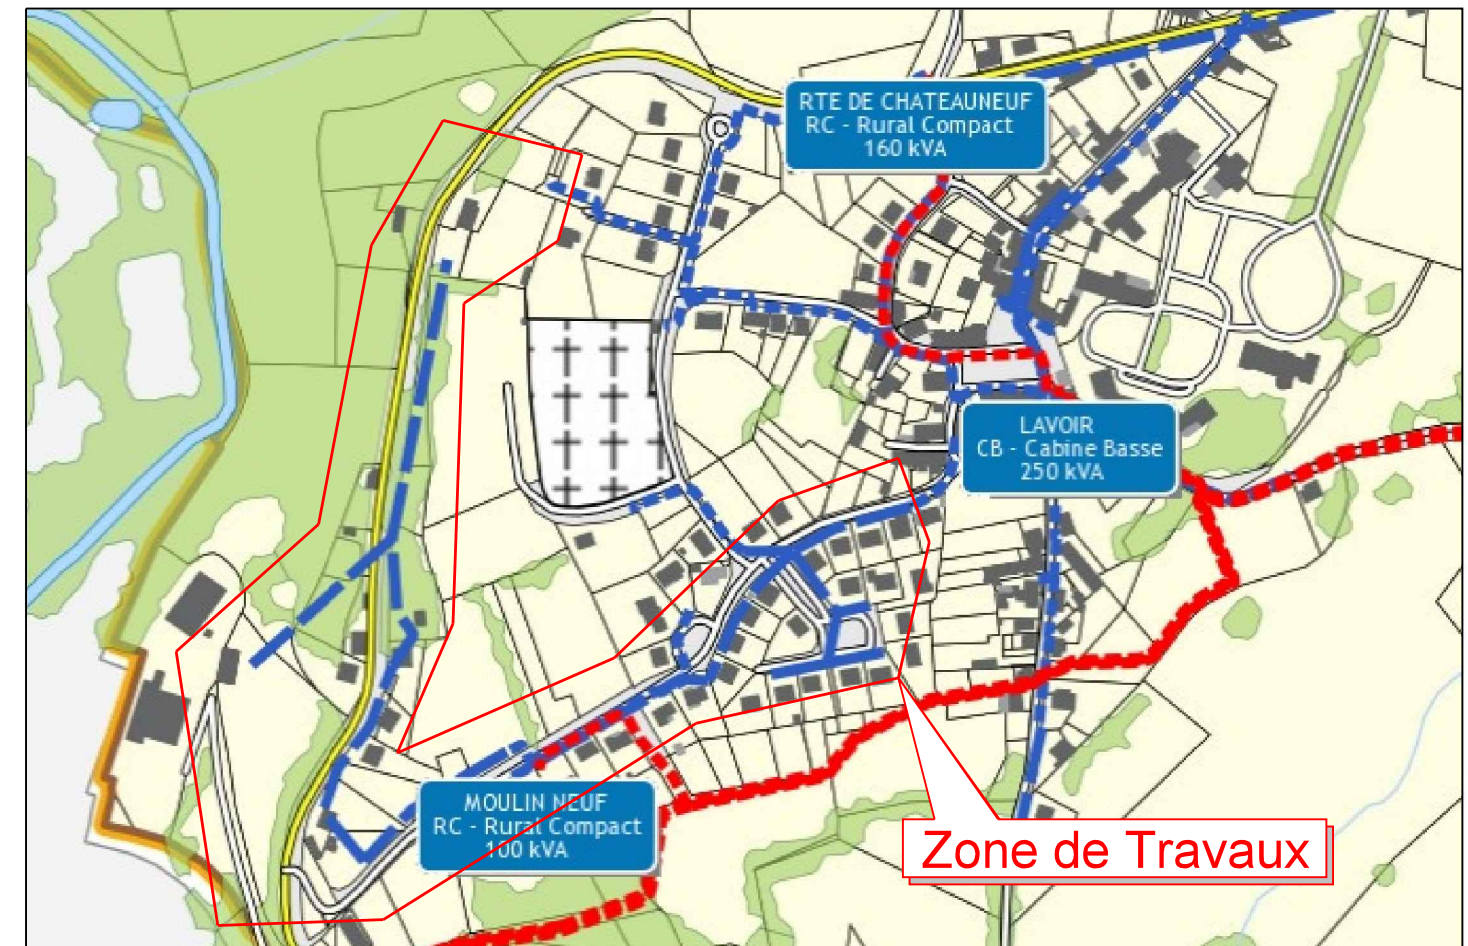 RTE DE CHATEAUNEUF
RC - Rural Compact
160 kVA
LAVOIR
CB - Cabine Basse
250 kVA
MOULIN NEUF
RC - Rural Compact
100 kVA
Zone de Travaux